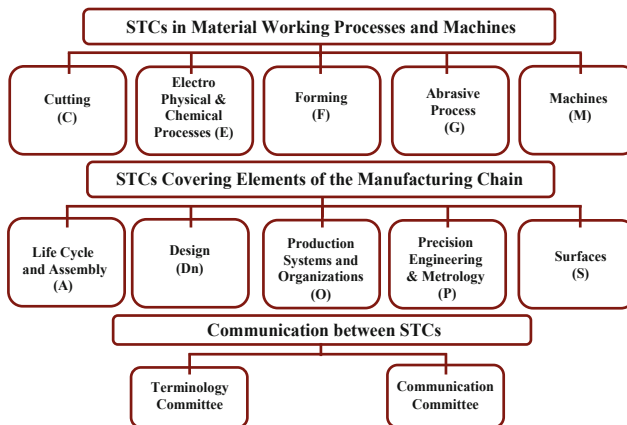 STCs in Material Working Processes and Machines
Cutting
(C)
Electro
Physical &
Chemical
Processes (E)
Forming
(F)
Abrasive
Process
(G)
Machines
(M)
STCs Covering Elements of the Manufacturing Chain
Life Cycle
and Assembly
(A)
Design
(Dn)
Production
Systems and
Organizations
(O)
Precision
Engineering
& Metrology
(P)
Surfaces
(S)
Communication between STCs
Terminology
Committee
Communication
Committee